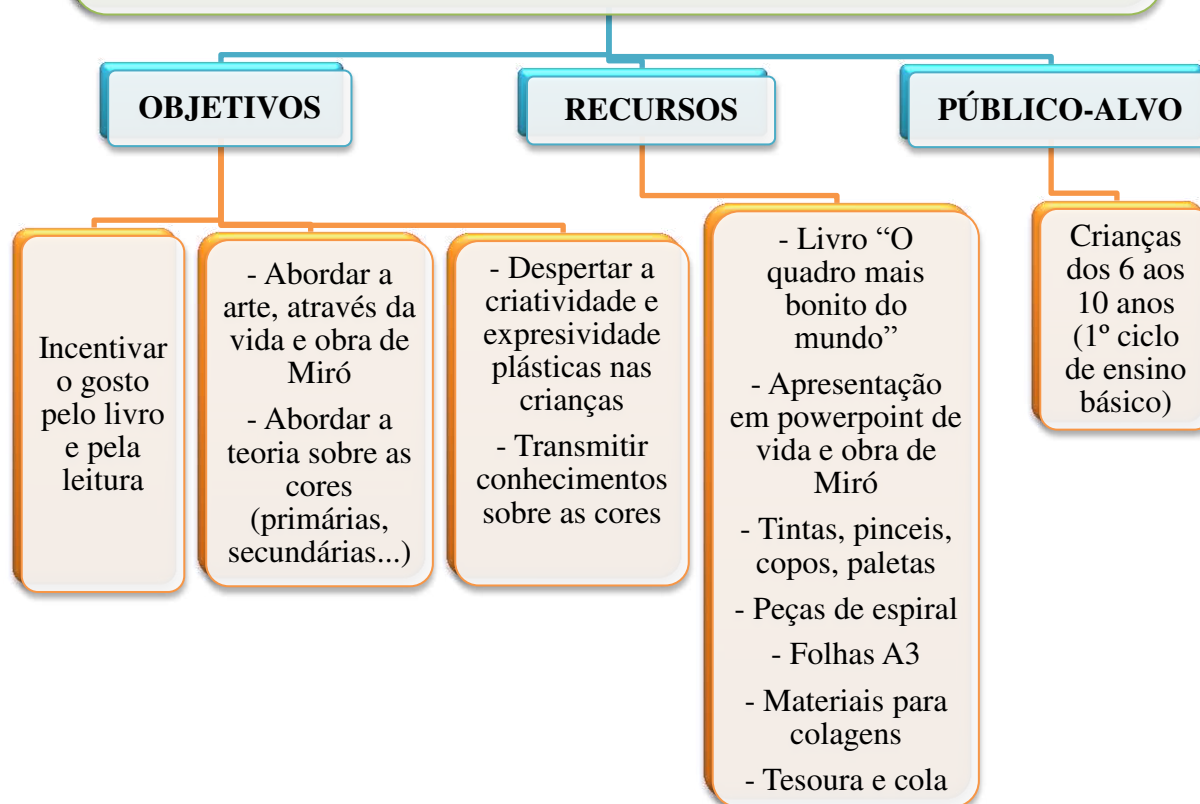 OBJETIVOS
RECURSOS
PÚBLICO-ALVO
Incentivar
o gosto
pelo livro
e pela
leitura
- Abordar a
arte, através da
vida e obra de
Miró
- Abordar a
teoria sobre as
cores
(primárias,
secundárias...)
- Despertar a
criatividade e
expresividade
plásticas nas
crianças
- Transmitir
conhecimentos
sobre as cores
- Livro “O
quadro mais
bonito do
mundo”
- Apresentação
em powerpoint de
vida e obra de
Miró
- Tintas, pinceis,
copos, paletas
- Peças de espiral
- Folhas A3
- Materiais para
colagens
- Tesoura e cola
Crianças
dos 6 aos
10 anos
(1º ciclo
de ensino
básico)